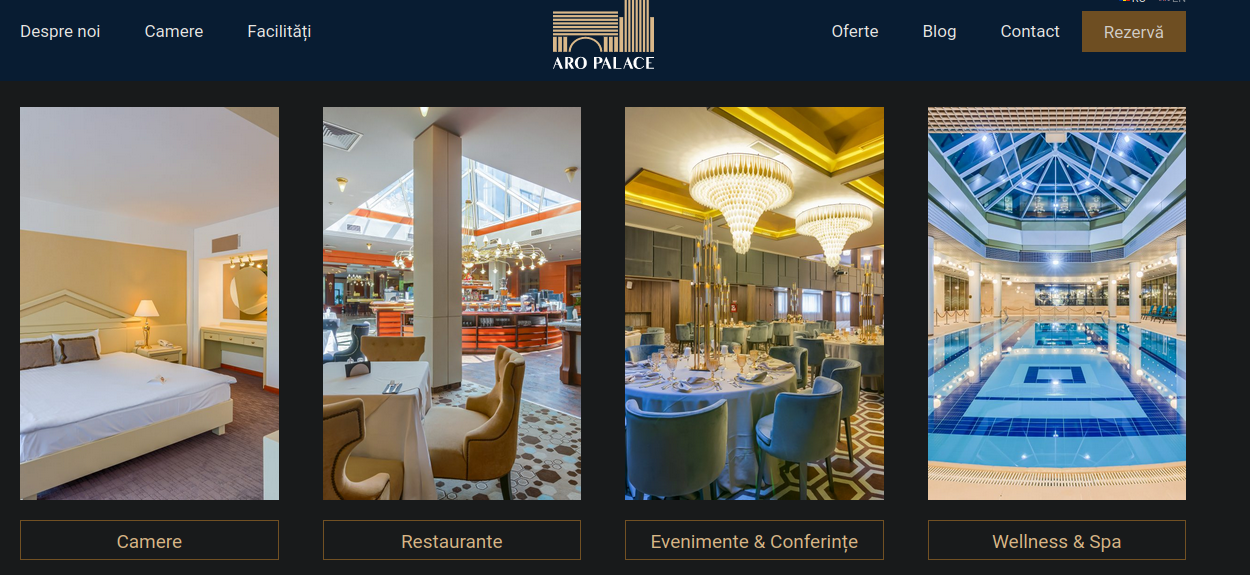 Despre noi
Camere
Facilități
ARO PALACE
Oferte
Blog
Contact
Rezervă
Camere
Restaurante
Evenimente & Conferințe
Wellness & Spa